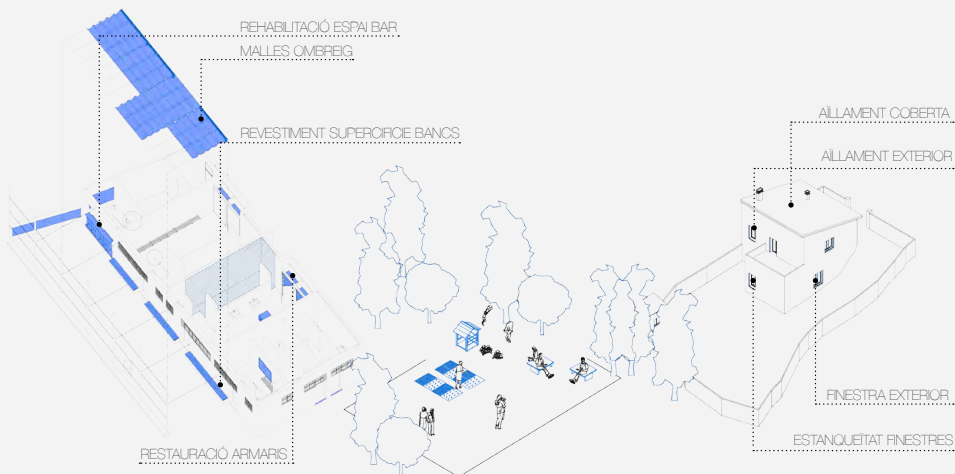 REHABILITACIÓ ESPAI BAR
MALLES OMBREIG
REVESTIMENT SUPERCIFICIE BANCS
RESTAURACIÓ ARMARIS
AÏLLAMENT COBERTA
AÏLLAMENT EXTERIOR
FINESTRA EXTERIOR
ESTANQUEÏTAT FINESTRES